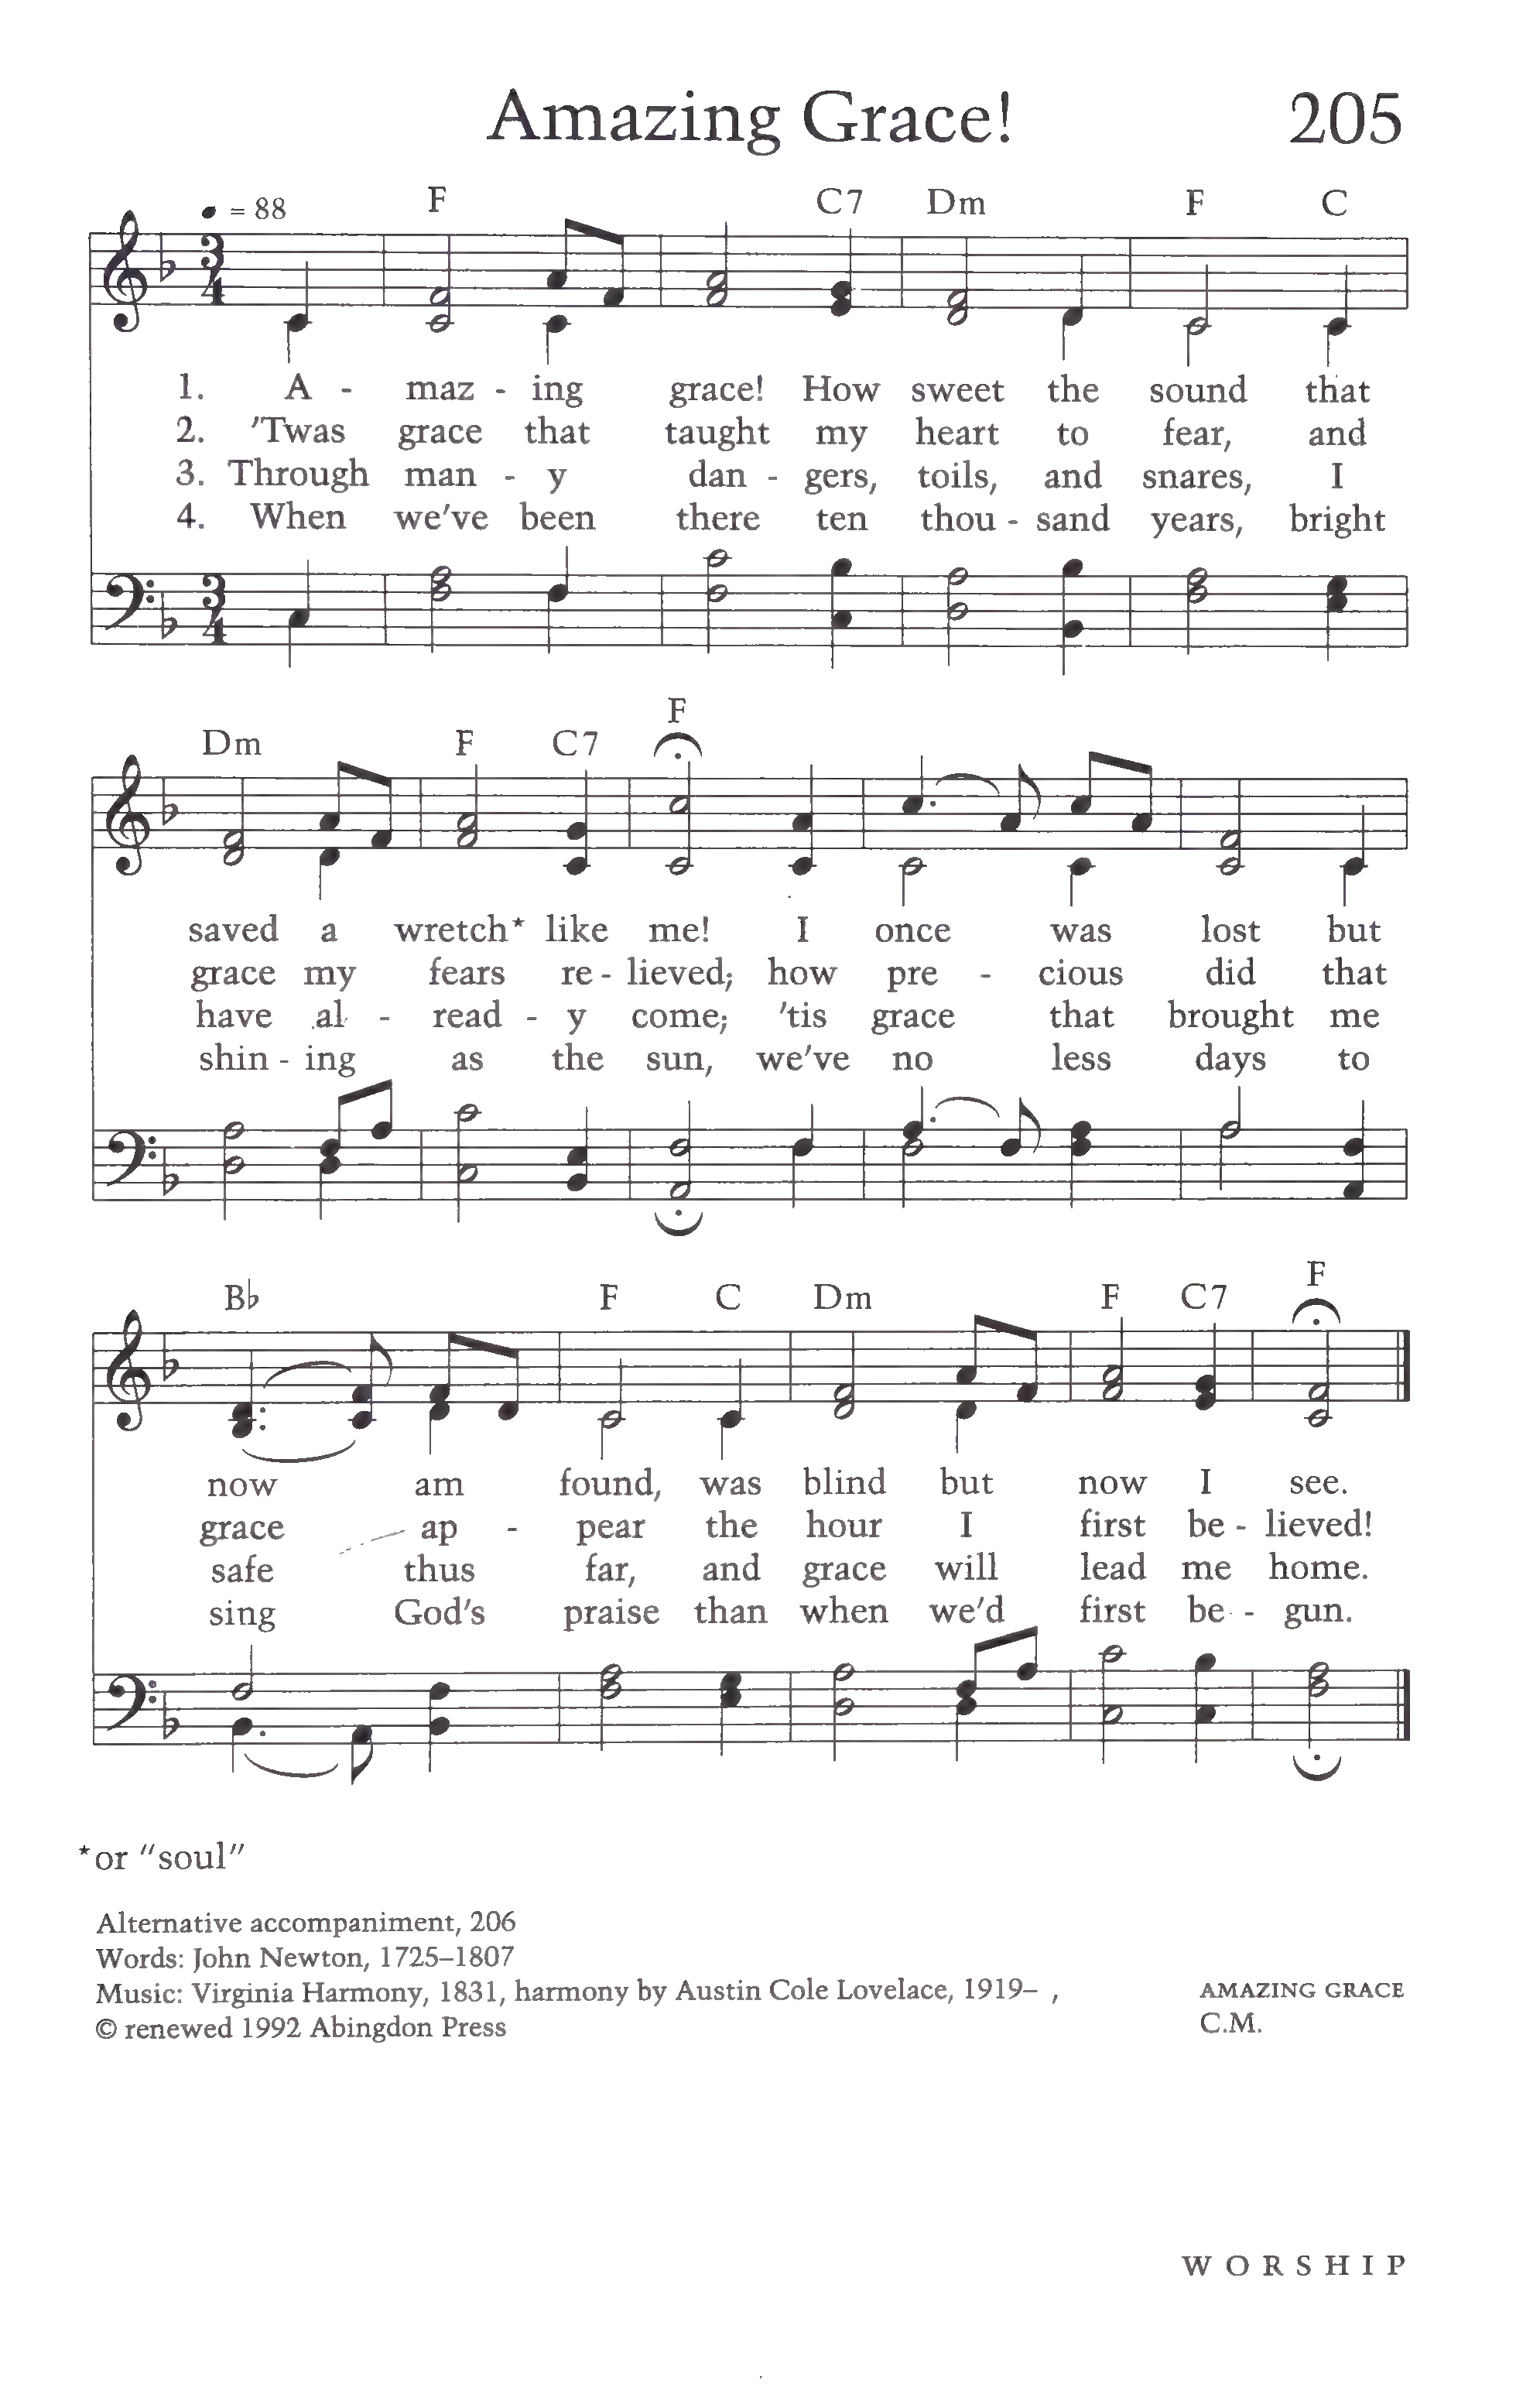 Amazing Grace! 205
♩ = 88 F C7 Dm F C
3 4
1. A - maz - ing grace! How sweet the sound that
2. 'Twas grace that taught my heart to fear, and
3. Through man - y dan - gers, toils, and snares, I
4. When we've been there ten thou - sand years, bright
3 4
Dm F C7 F
saved a wretch* like me! I once was lost but
grace my fears re - lieved; how pre - cious did that
have al - read - y come; 'tis grace that brought me
shin - ing as the sun, we've no less days to
B♭ F C Dm F C7 F
now am found, was blind but now I see.
grace ap - pear the hour I first be - lieved!
safe thus far, and grace will lead me home.
sing God's praise than when we'd first be - gun.
*or "soul"
Alternative accompaniment, 206
Words: John Newton, 1725–1807
Music: Virginia Harmony, 1831, harmony by Austin Cole Lovelace, 1919– , AMAZING GRACE
© renewed 1992 Abingdon Press C.M.
WORSHIP